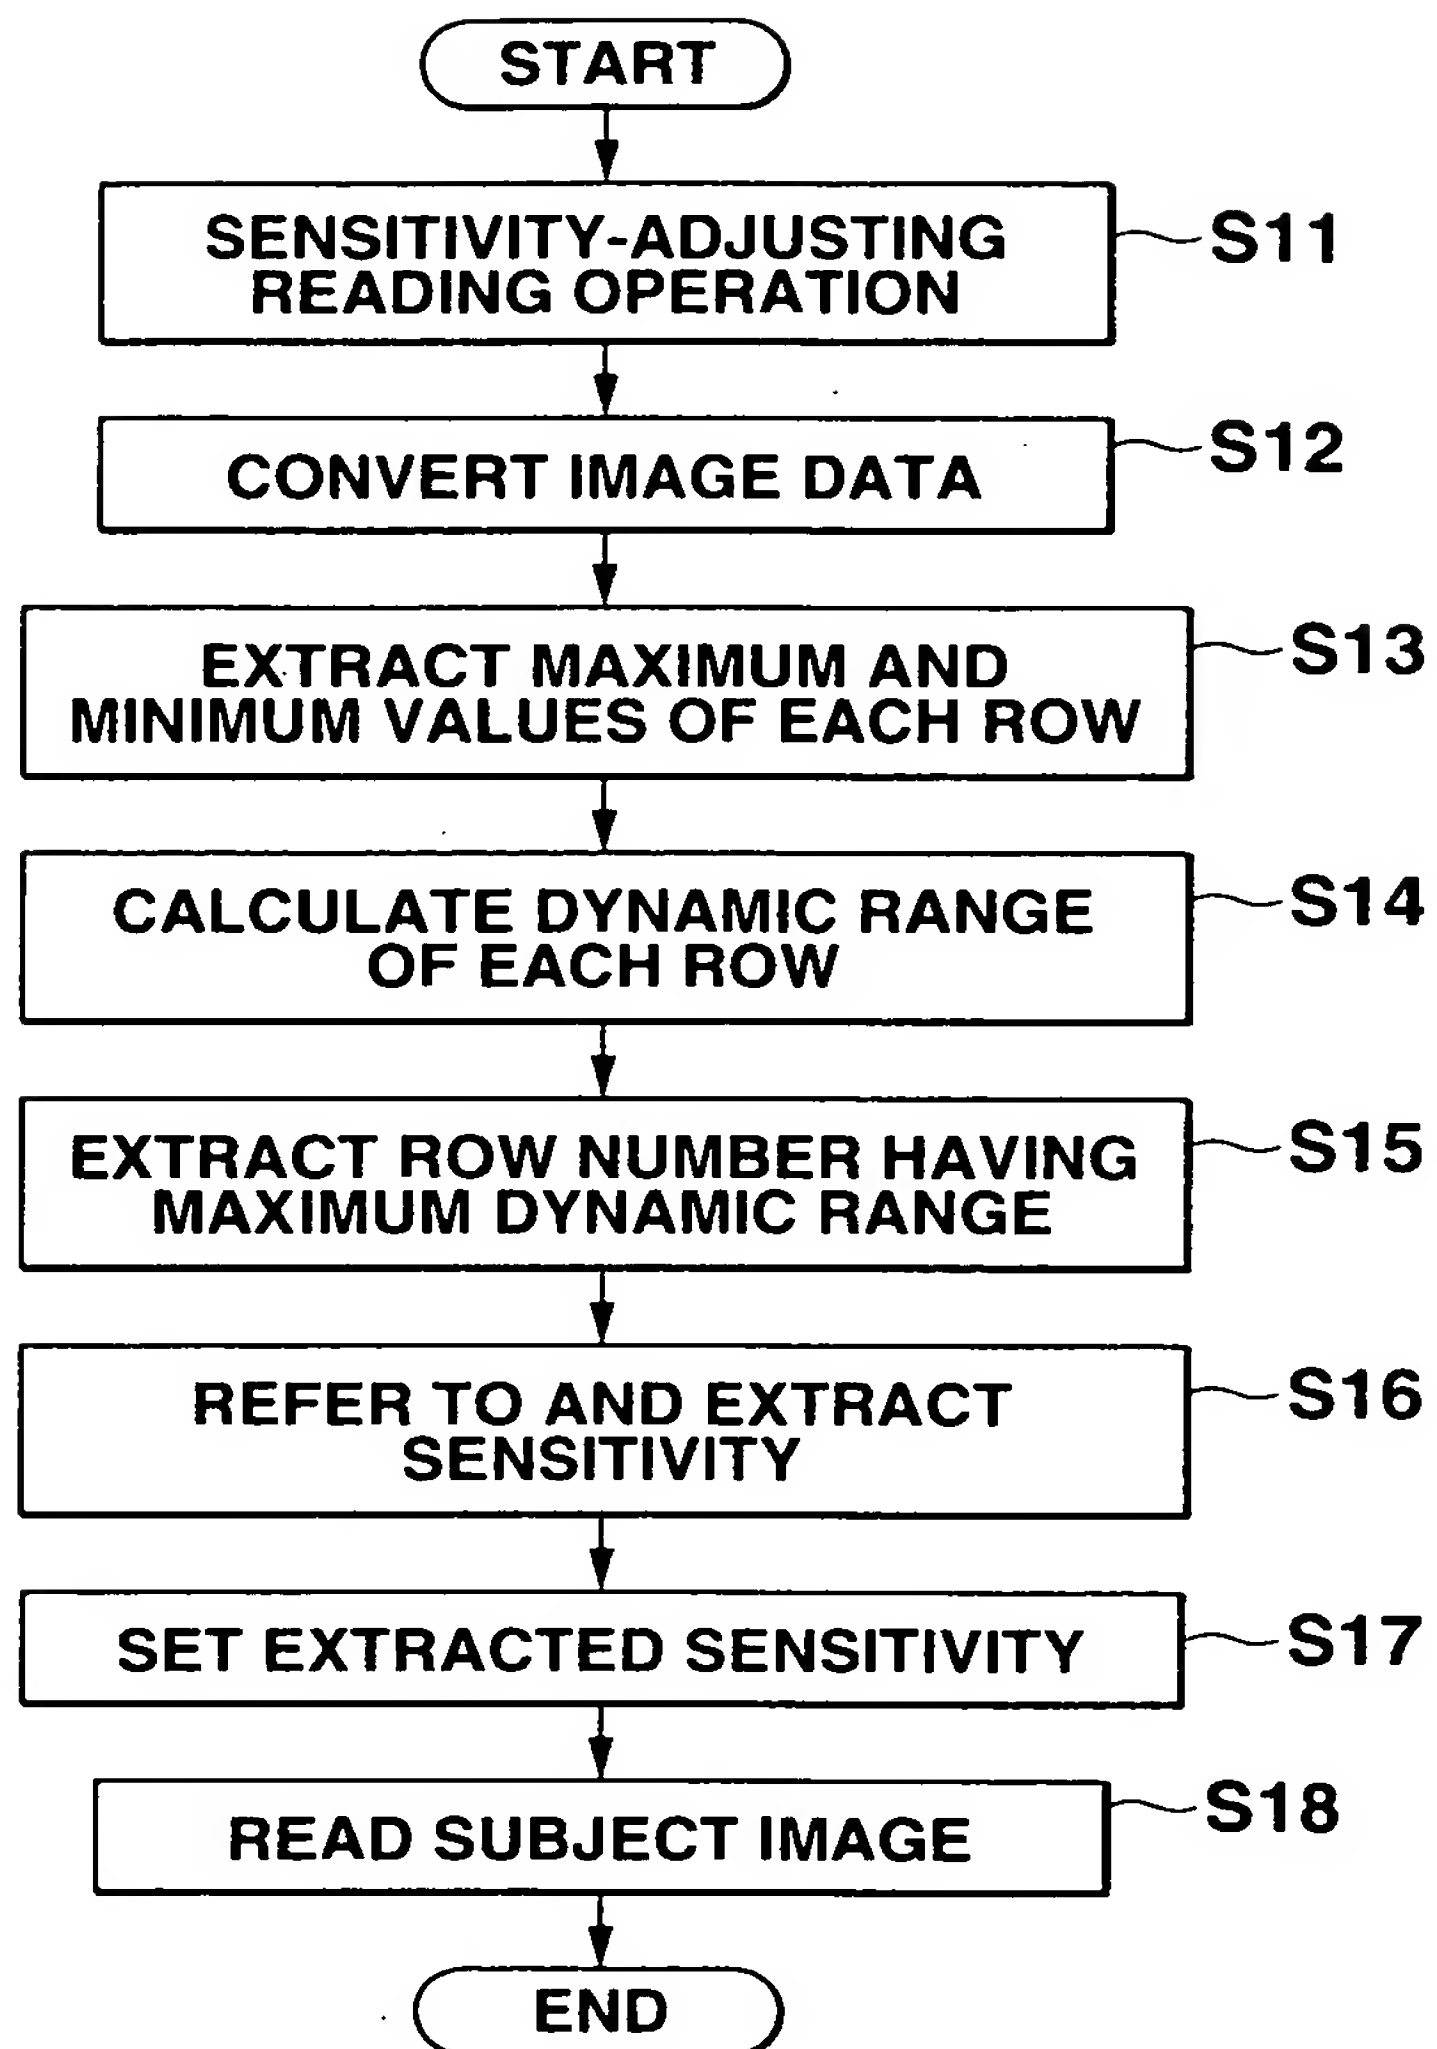 START
SENSITIVITY-ADJUSTING
READING OPERATION
S11
CONVERT IMAGE DATA
S12
EXTRACT MAXIMUM AND
MINIMUM VALUES OF EACH ROW
S13
CALCULATE DYNAMIC RANGE
OF EACH ROW
S14
EXTRACT ROW NUMBER HAVING
MAXIMUM DYNAMIC RANGE
S15
REFER TO AND EXTRACT
SENSITIVITY
S16
SET EXTRACTED SENSITIVITY
S17
READ SUBJECT IMAGE
S18
END